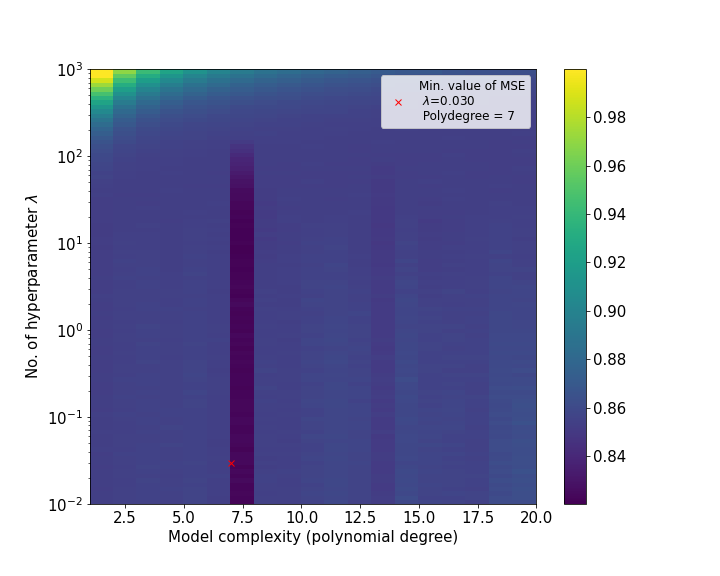 10³
10²
10¹
10⁰
10⁻¹
10⁻²
No. of hyperparameter λ
Min. value of MSE
λ=0.030
Polydegree = 7
2.5 5.0 7.5 10.0 12.5 15.0 17.5 20.0
Model complexity (polynomial degree)
0.98
0.96
0.94
0.92
0.90
0.88
0.86
0.84